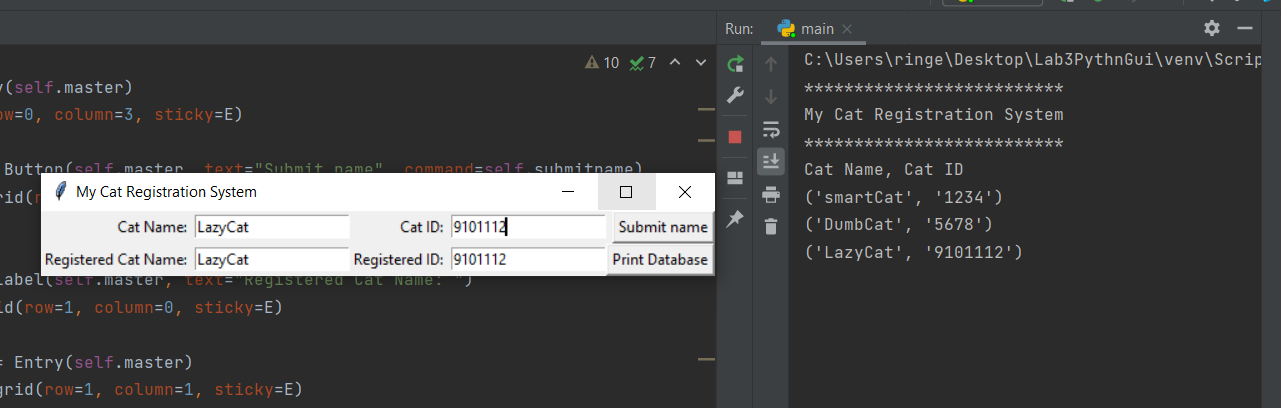 Run: main
10 7
y(self.master)
ow=0, column=3, sticky=E)
Button(self.master, text="Submit name", command=self.submitname)
rid(r
My Cat Registration System
Cat Name: LazyCat Cat ID: 9101112 Submit name
Registered Cat Name: LazyCat Registered ID: 9101112 Print Database
Label(self.master, text="Registered Cat Name: ")
id(row=1, column=0, sticky=E)
= Entry(self.master)
grid(row=1, column=1, sticky=E)
C:\Users\ringe\Desktop\Lab3PythnGui\venv\Scrip
**************************
My Cat Registration System
**************************
Cat Name, Cat ID
('smartCat', '1234')
('DumbCat', '5678')
('LazyCat', '9101112')